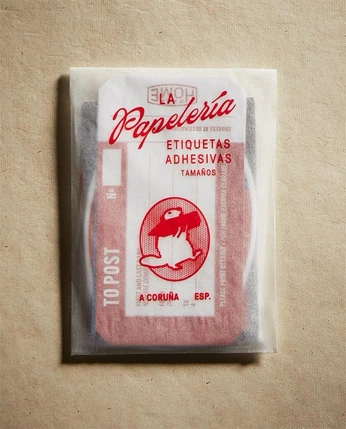 HOME
LA
Papelería
ETIQUETAS
ADHESIVAS
TAMAÑOS
Nº
TO POST
A CORUÑA ESP.